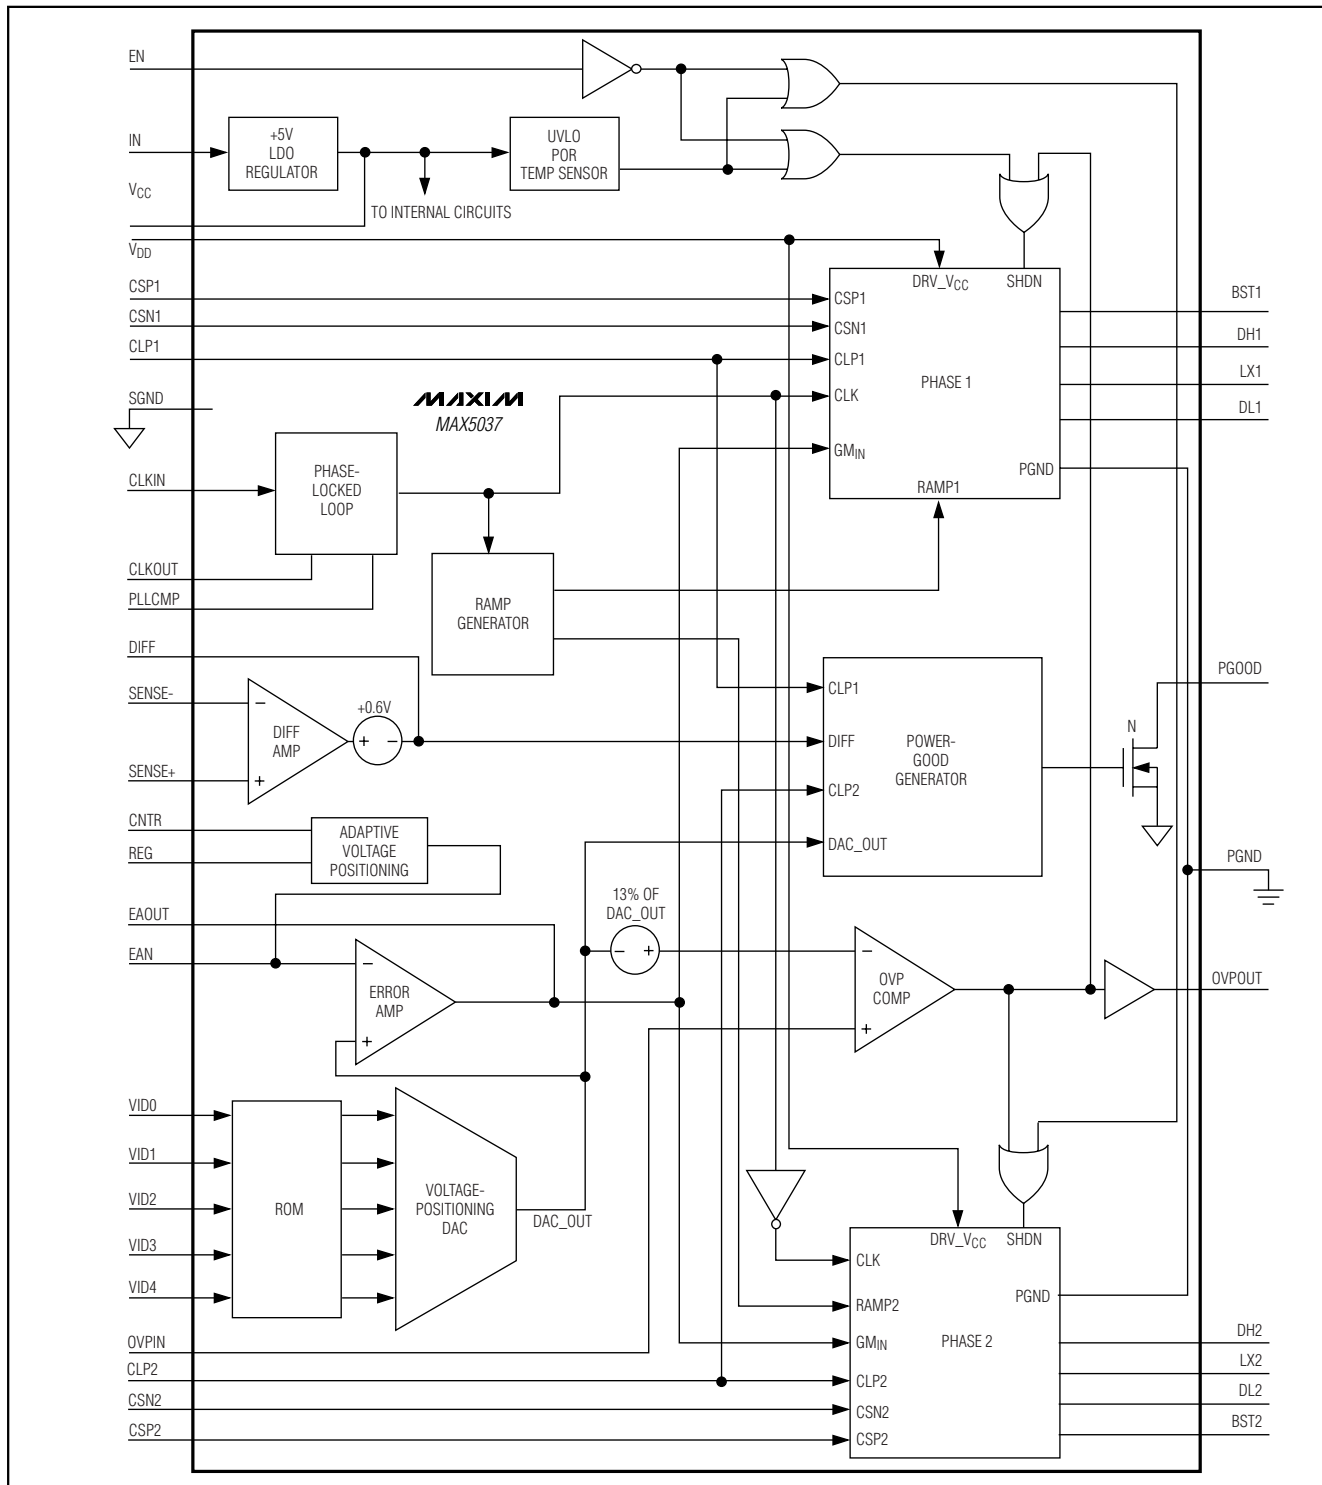 EN
IN
+5V
LDO
REGULATOR
UVLO
POR
TEMP SENSOR
VCC
TO INTERNAL CIRCUITS
VDD
CSP1
CSN1
CLP1
SGND
MAXIM
MAX5037
DRV_VCC
SHDN
CSP1
CSN1
CLP1
CLK
GMIN
PHASE 1
PGND
RAMP1
BST1
DH1
LX1
DL1
CLKIN
PHASE-
LOCKED
LOOP
CLKOUT
PLLCMP
RAMP
GENERATOR
DIFF
SENSE-
-
DIFF
AMP
+
+0.6V
+ -
SENSE+
CLP1
DIFF
CLP2
DAC_OUT
POWER-
GOOD
GENERATOR
N
PGOOD
CNTR
REG
ADAPTIVE
VOLTAGE
POSITIONING
PGND
EAOUT
EAN
-
ERROR
AMP
+
13% OF
DAC_OUT
- +
-
OVP
COMP
+
OVPOUT
VID0
VID1
VID2
VID3
VID4
ROM
VOLTAGE-
POSITIONING
DAC
DAC_OUT
DRV_VCC
SHDN
CLK
RAMP2
GMIN
CLP2
CSN2
CSP2
PHASE 2
PGND
OVPIN
CLP2
CSN2
CSP2
DH2
LX2
DL2
BST2